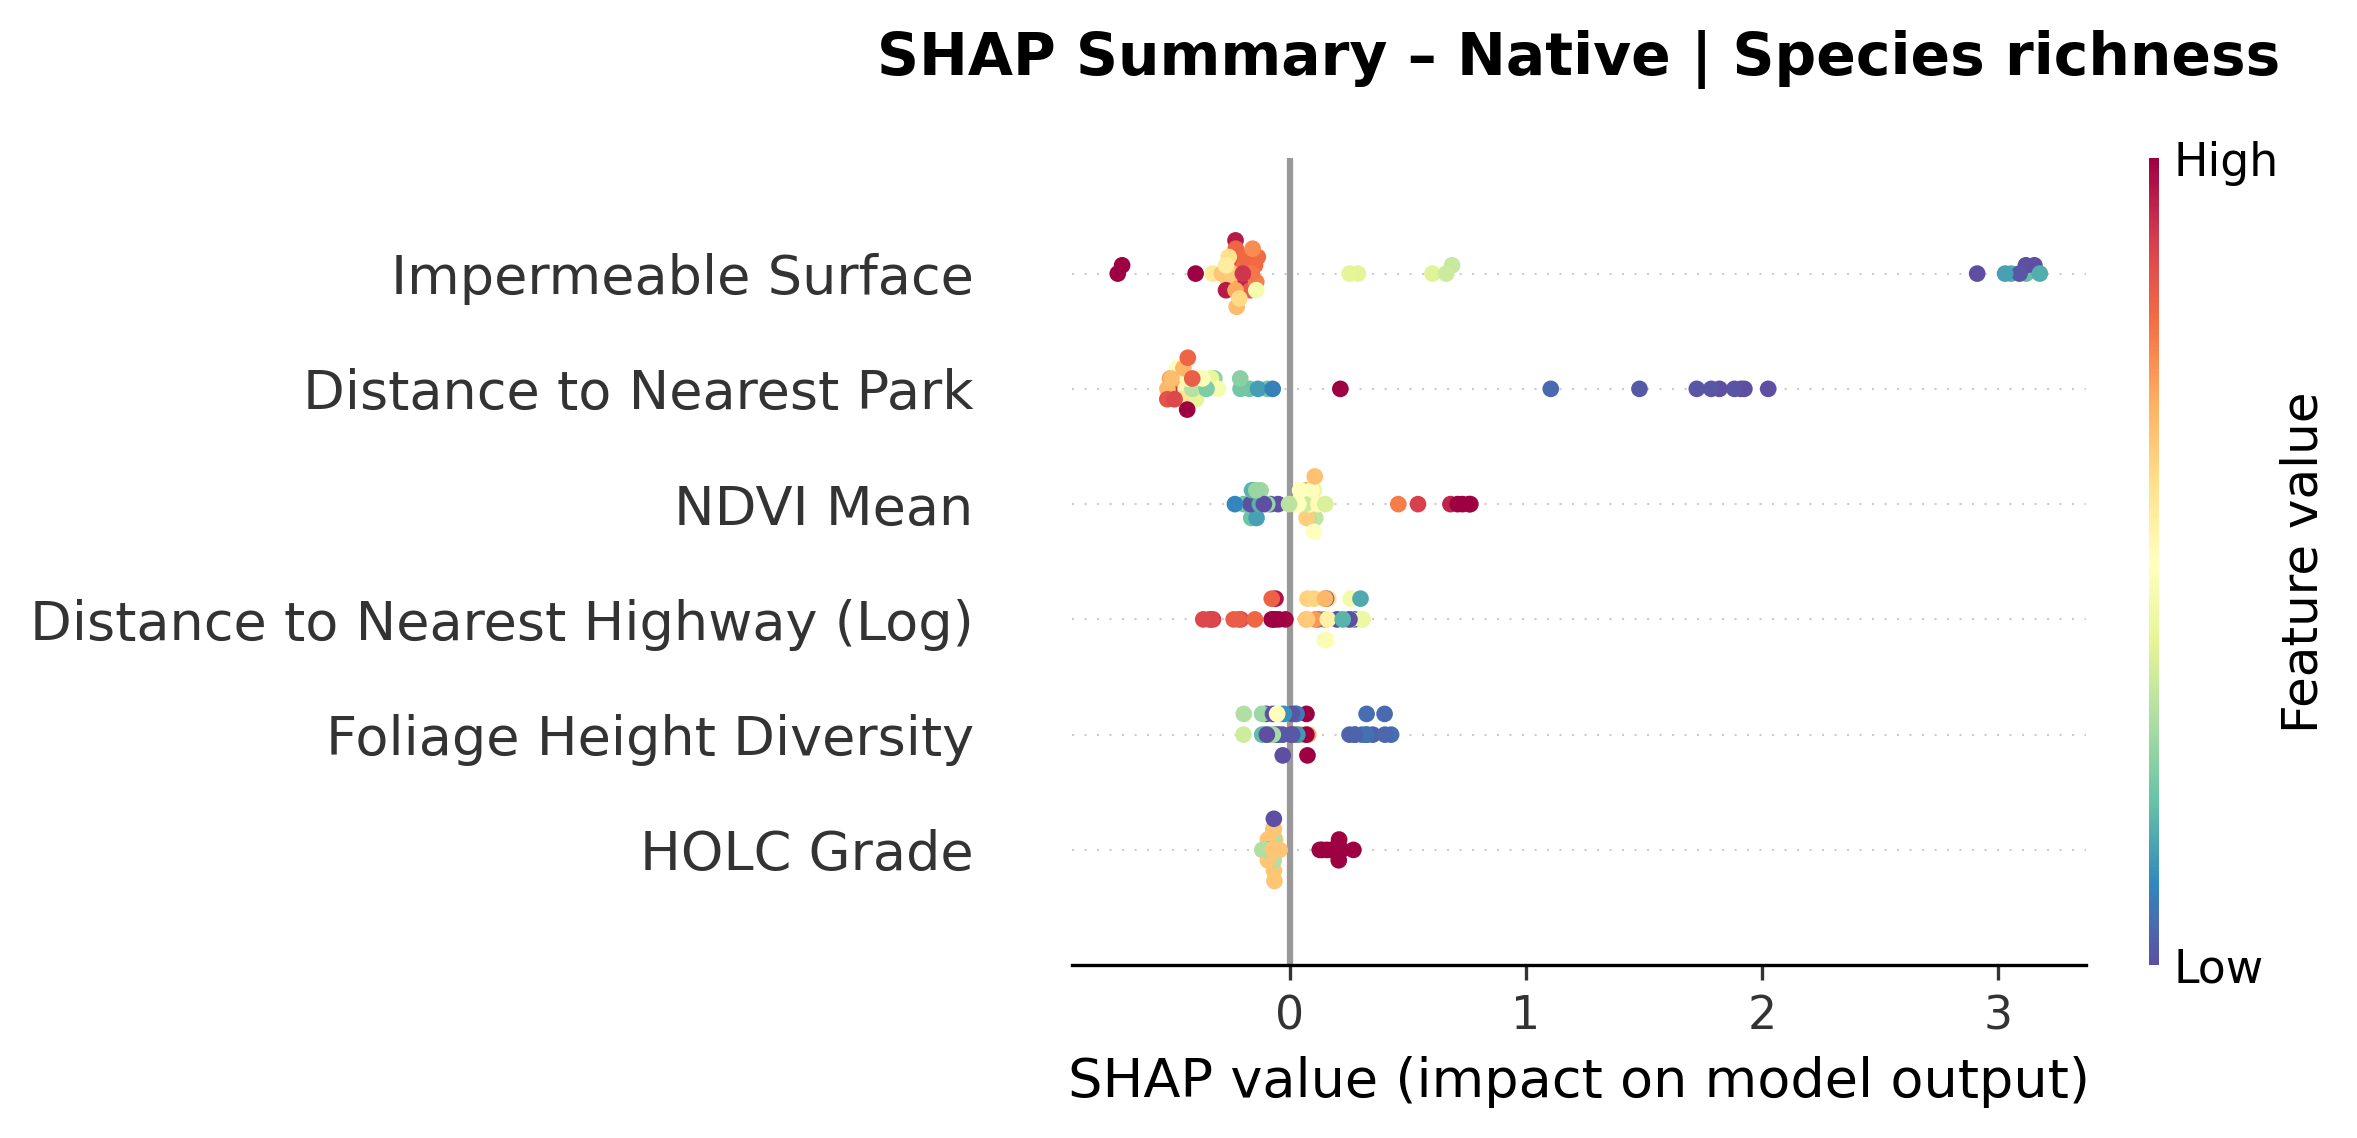 SHAP Summary – Native | Species richness
High
Impermeable Surface
Distance to Nearest Park
NDVI Mean
Distance to Nearest Highway (Log)
Foliage Height Diversity
HOLC Grade
Feature value
Low
0 1 2 3
SHAP value (impact on model output)